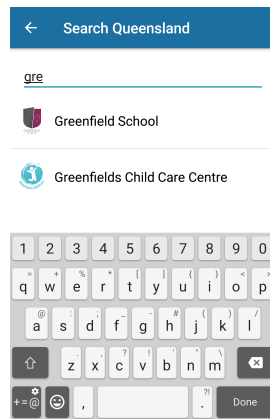 Search Queensland
gre
Greenfield School
Greenfields Child Care Centre
1 2 3 4 5 6 7 8 9 0
= + % * [ ] { } < >
q w e r t y u i o p
@ : ; _ - # ( ) /
a s d f g h j k l
? ! " '
z x c v b n m
?!
+=@ , . Done